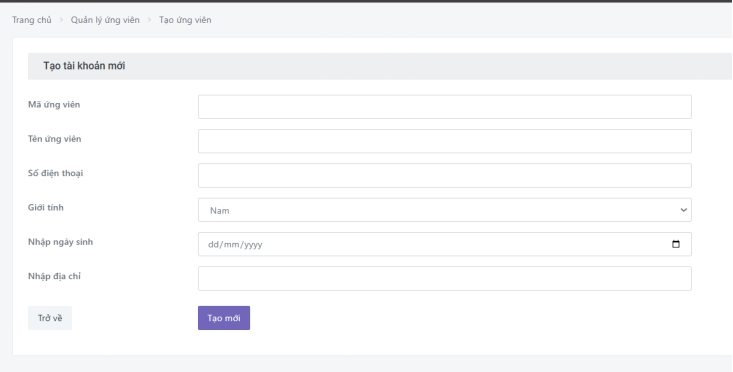 Trang chủ > Quản lý ứng viên > Tạo ứng viên
Tạo tài khoản mới
Mã ứng viên
Tên ứng viên
Số điện thoại
Giới tính Nam
Nhập ngày sinh dd/mm/yyyy
Nhập địa chỉ
Trở về Tạo mới